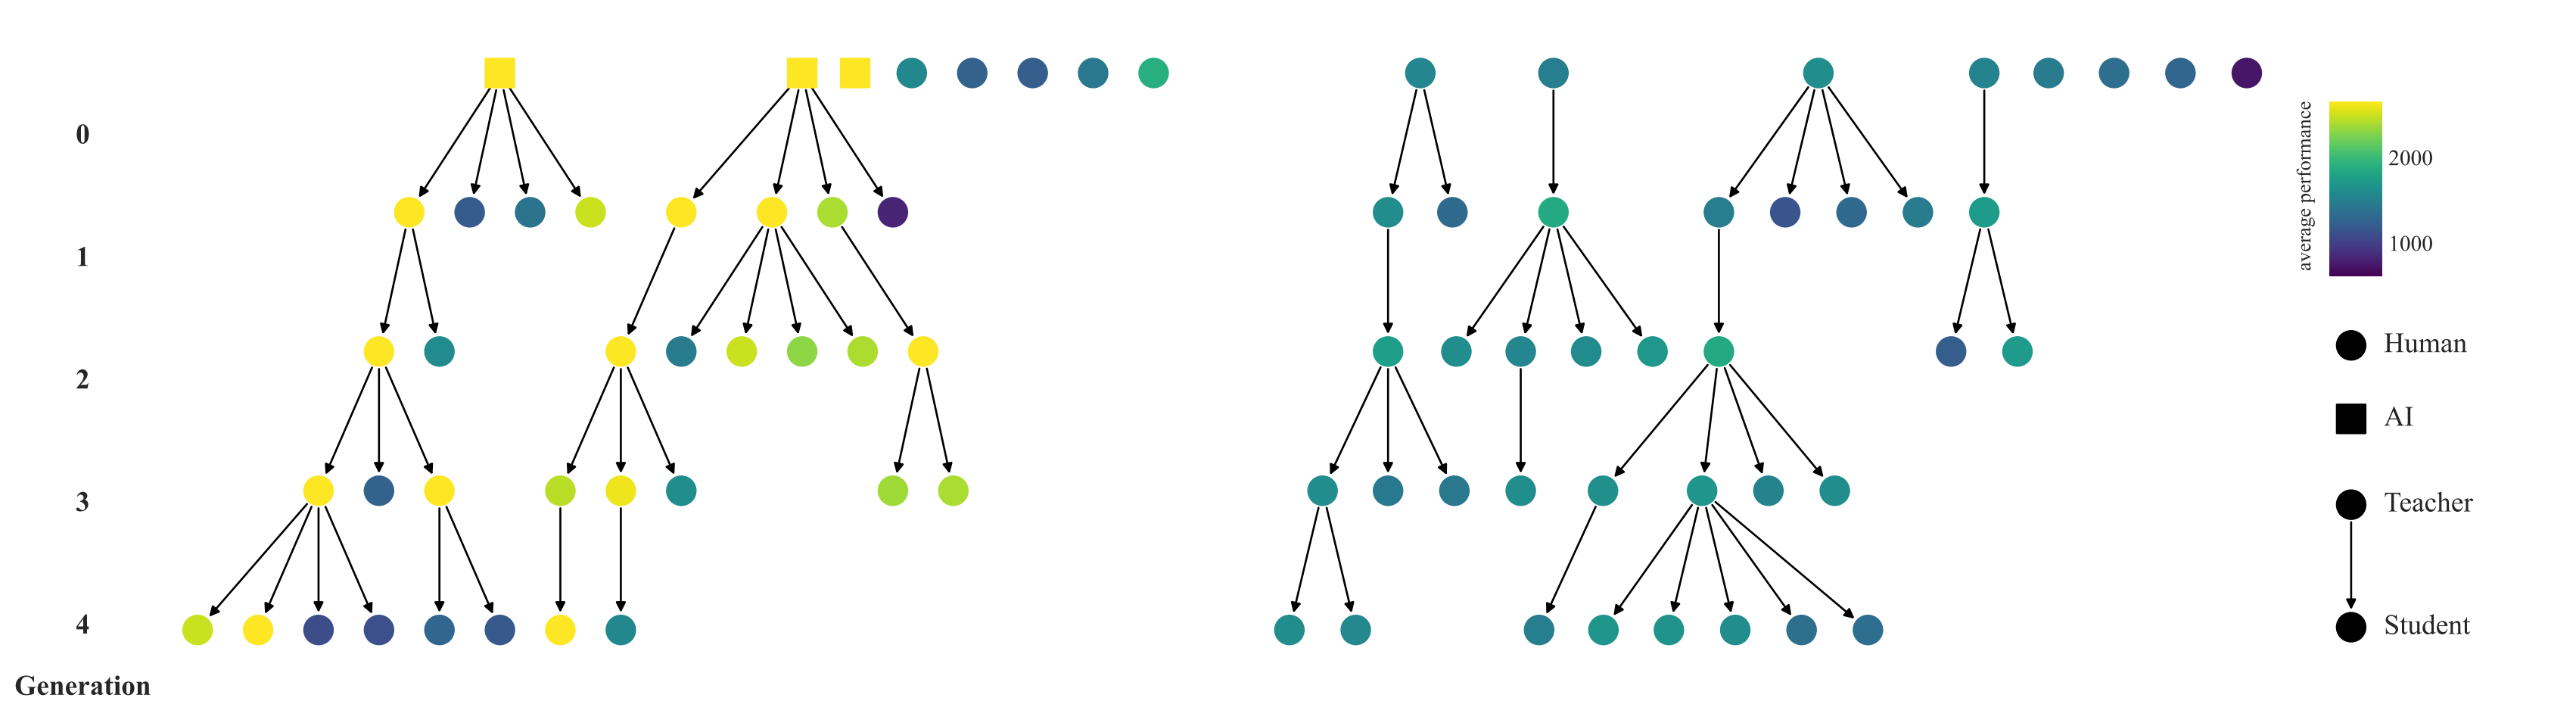 0
1
2
3
4
Generation
average performance
2000
1000
Human
AI
Teacher
Student